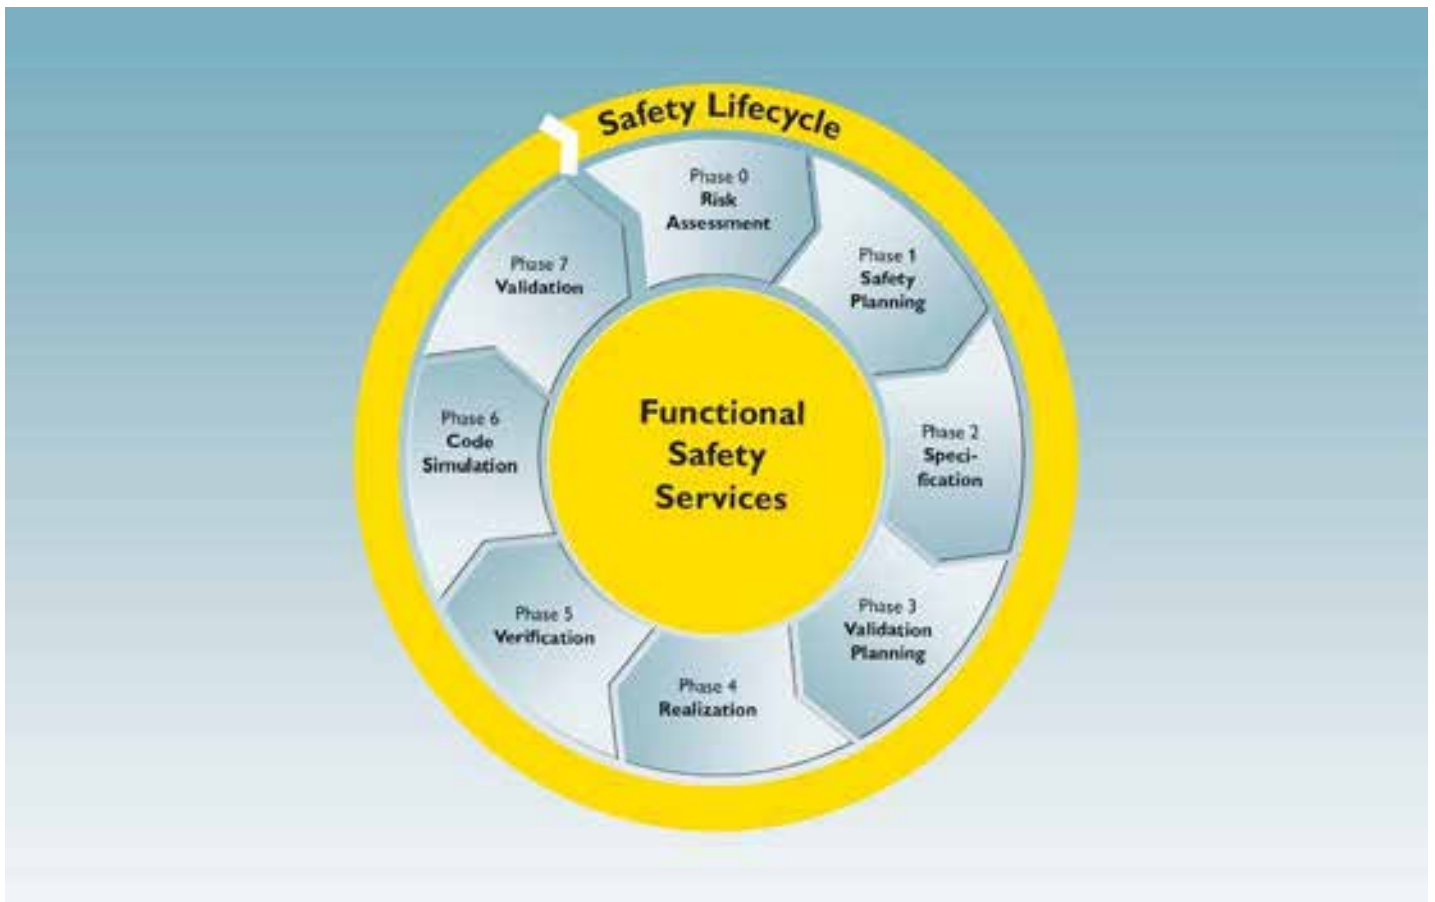 Safety Lifecycle
Phase 0
Risk
Assessment
Phase 1
Safety
Planning
Phase 2
Speci-
fication
Phase 3
Validation
Planning
Phase 4
Realization
Phase 5
Verification
Phase 6
Code
Simulation
Phase 7
Validation
Functional
Safety
Services